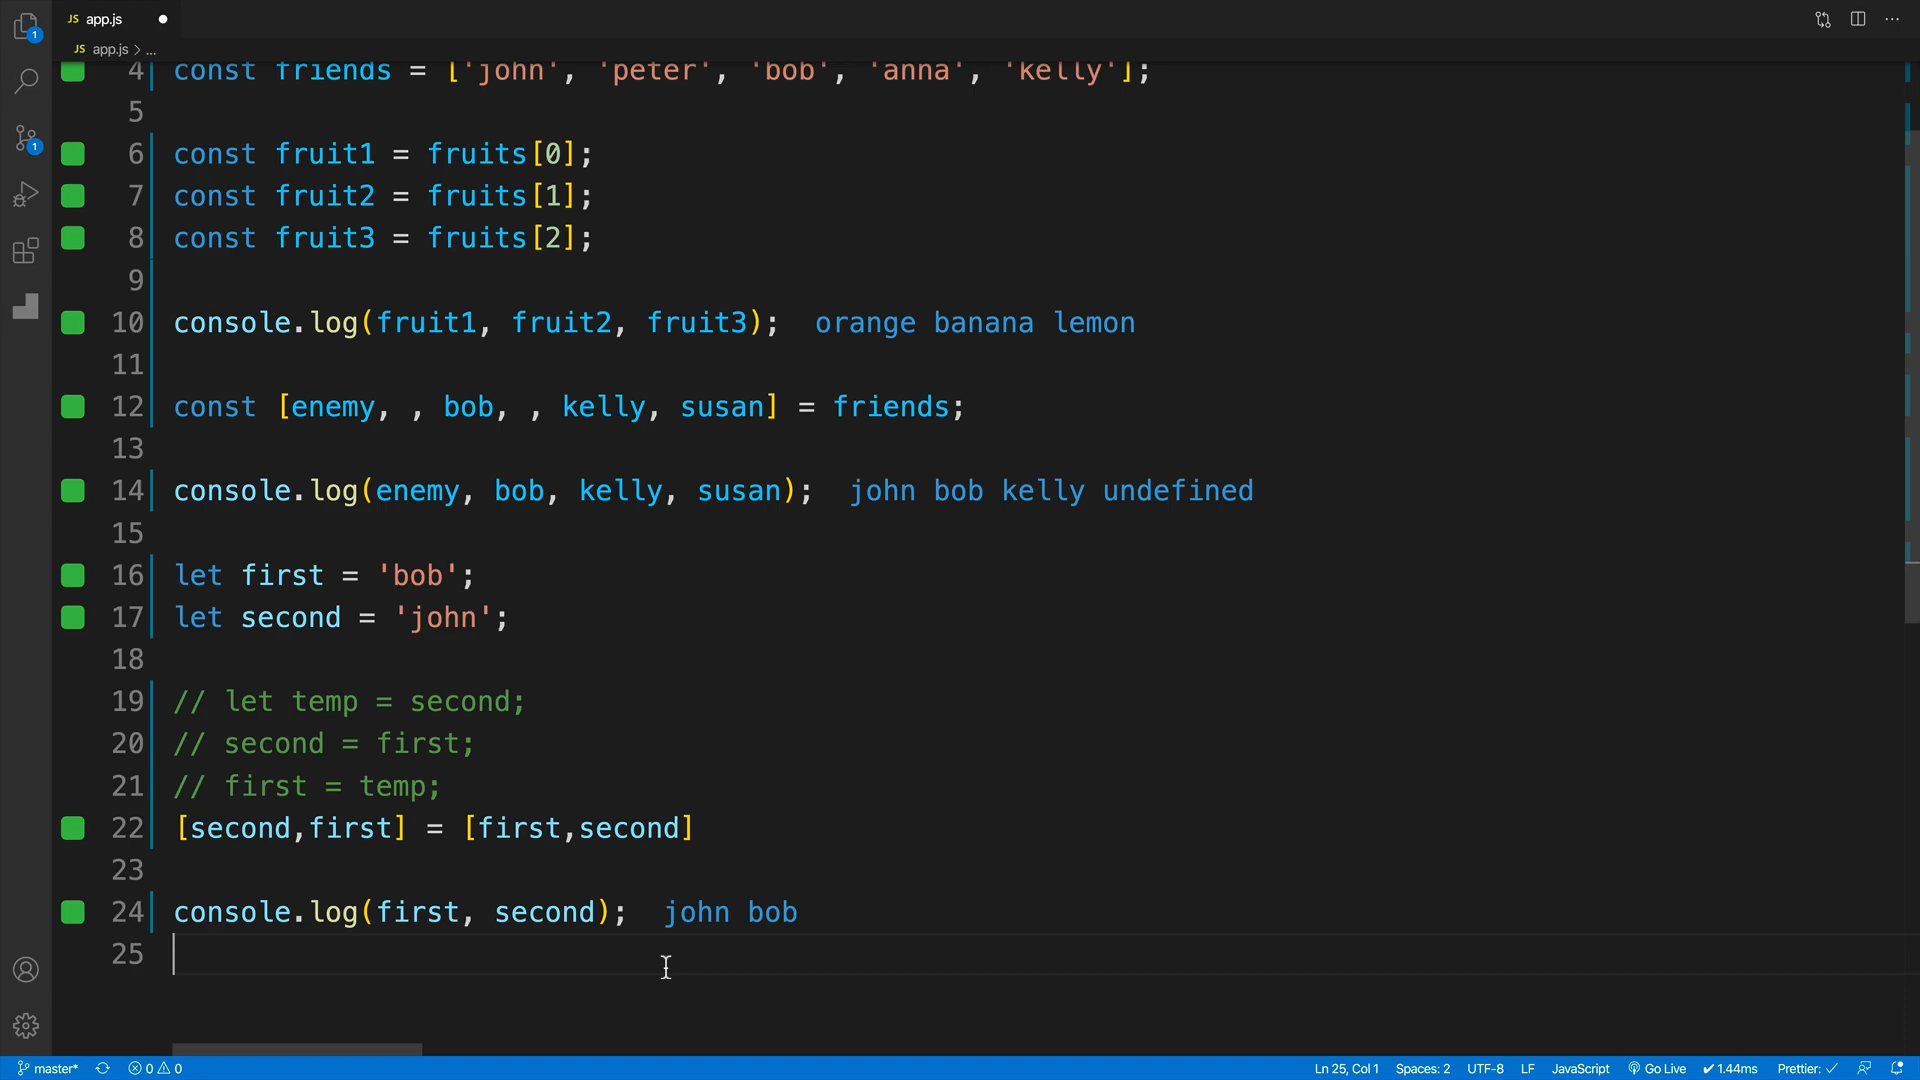 JS app.js
JS app.js > ...
1
4 const friends = ['john', 'peter', 'bob', 'anna', 'kelly'];
5
1
6 const fruit1 = fruits[0];
7 const fruit2 = fruits[1];
8 const fruit3 = fruits[2];
9
10 console.log(fruit1, fruit2, fruit3); orange banana lemon
11
12 const [enemy, , bob, , kelly, susan] = friends;
13
14 console.log(enemy, bob, kelly, susan); john bob kelly undefined
15
16 let first = 'bob';
17 let second = 'john';
18
19 // let temp = second;
20 // second = first;
21 // first = temp;
22 [second,first] = [first,second]
23
24 console.log(first, second); john bob
25
master* 0 0 Ln 25, Col 1 Spaces: 2 UTF-8 LF JavaScript Go Live ✔ 1.44ms Prettier: ✓